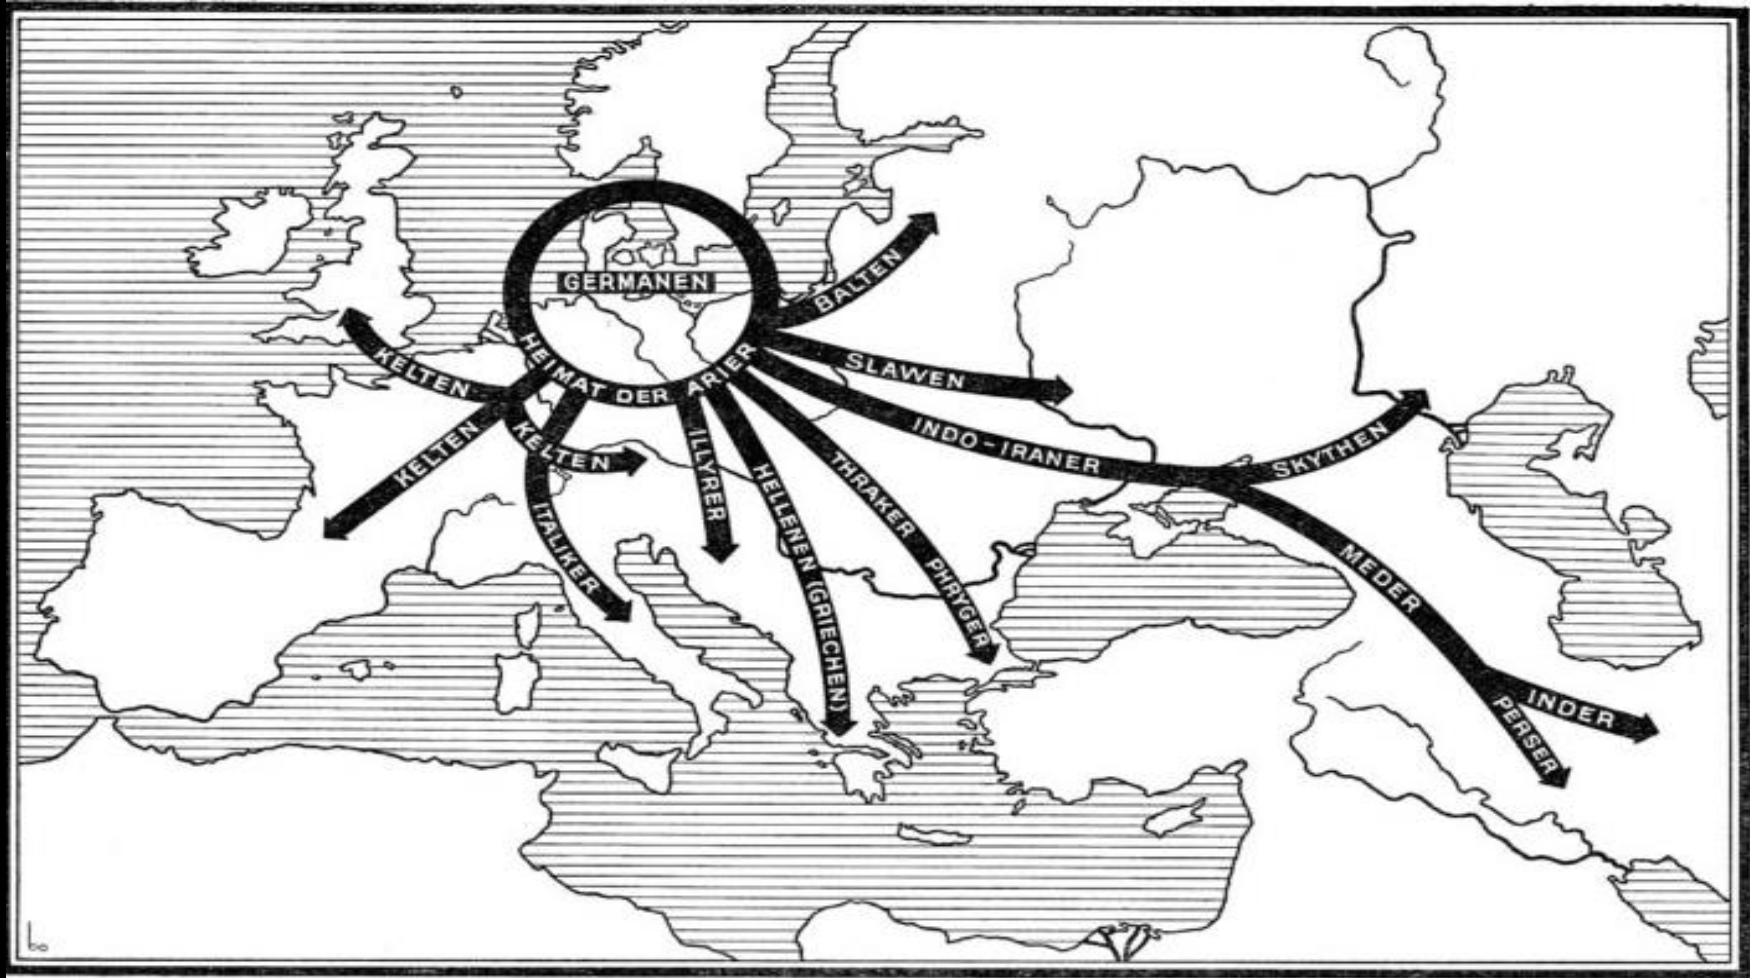 GERMANEN
HEIMAT DER ARIER
BALTEN
SLAWEN
KELTEN
KELTEN
KELTEN
INDO-IRANER
SKYTHEN
ILLYRER
HELLENEN (GRIECHEN)
THRAKER PHRYGER
ITALIKER
MEDER
INDER
PERSER